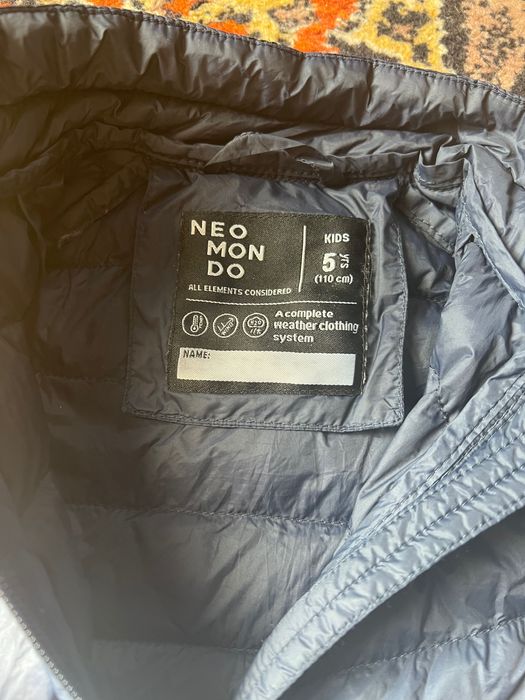 NEO
MON
DO
ALL ELEMENTS CONSIDERED
KIDS
5 YRS
(110 cm)
A complete
weather clothing
system
NAME: